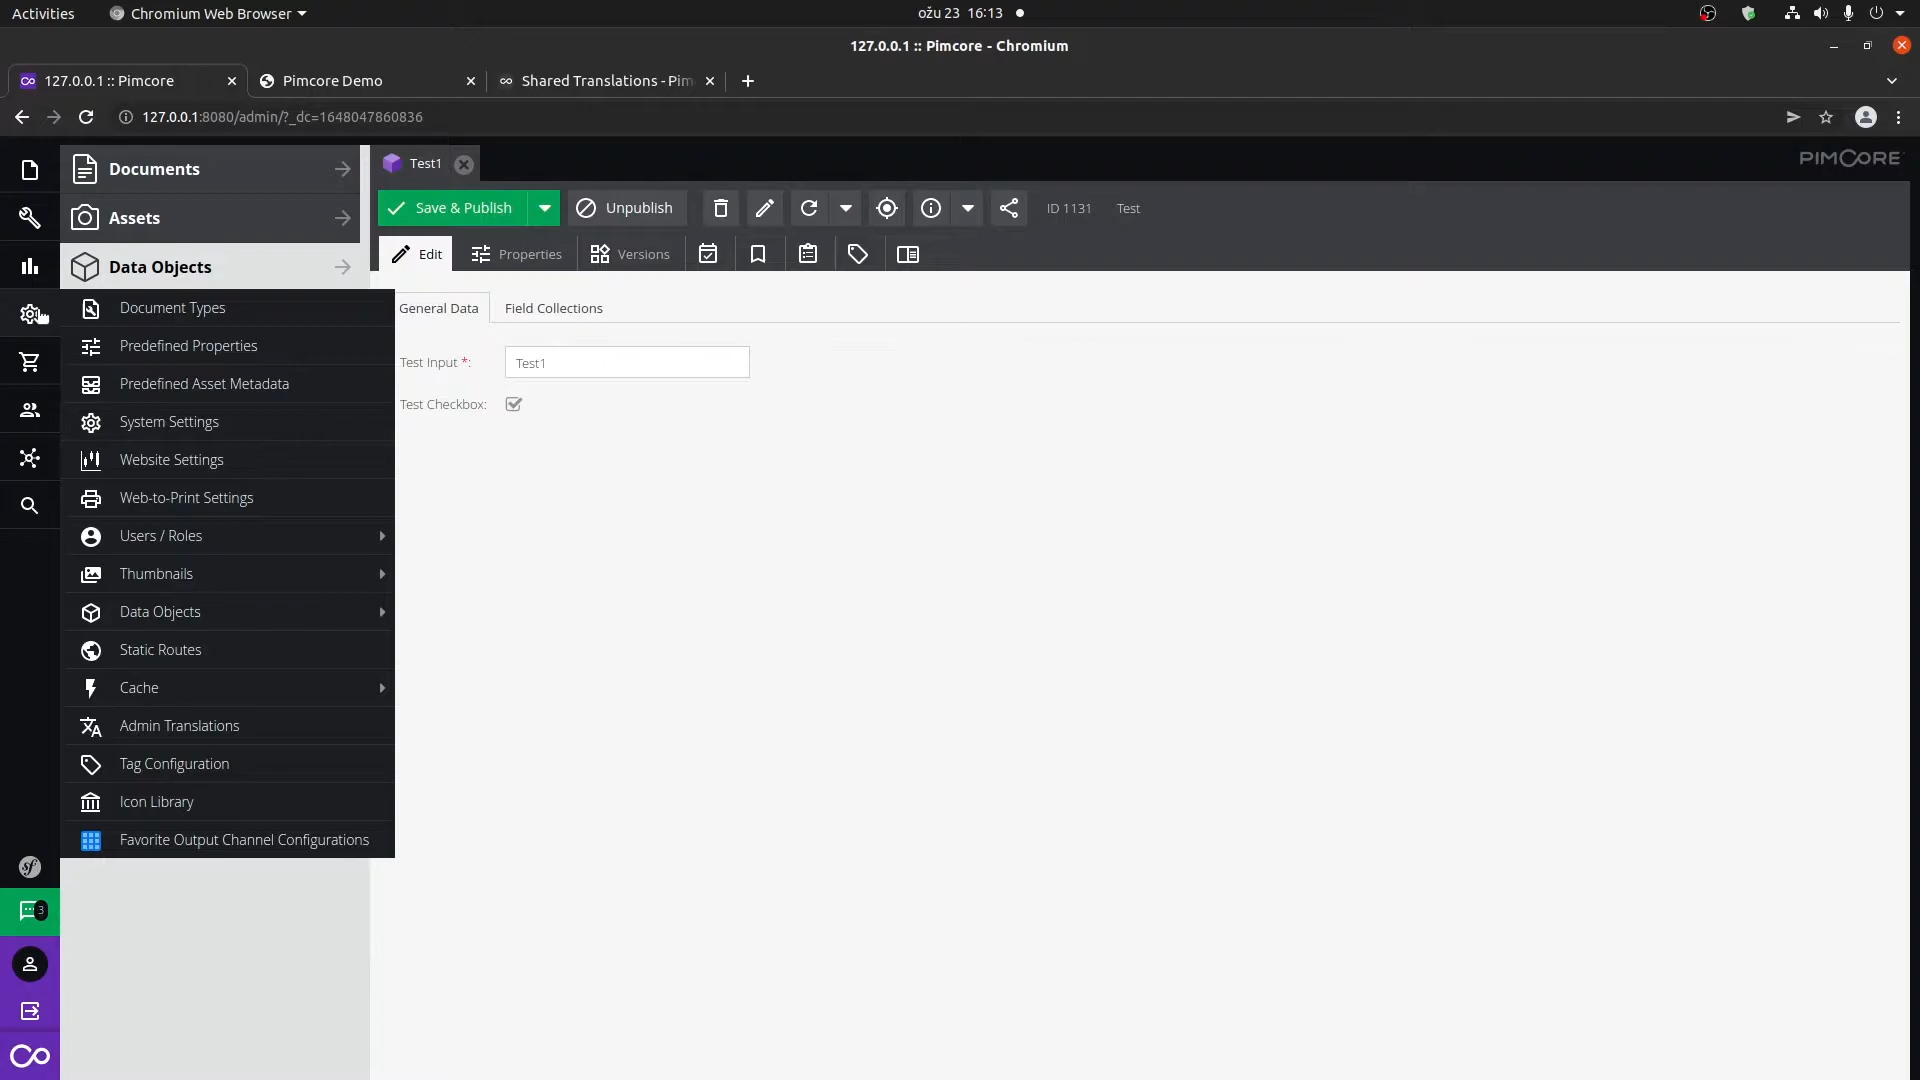 Activities
Chromium Web Browser
ožu 23 16:13
127.0.0.1 :: Pimcore - Chromium
127.0.0.1 :: Pimcore
Pimcore Demo
Shared Translations - Pim
127.0.0.1:8080/admin/?_dc=1648047860836
Documents
Assets
Data Objects
Test1
PIMCORE
Save & Publish
Unpublish
ID 1131
Test
Edit
Properties
Versions
General Data
Field Collections
Test Input *:
Test1
Test Checkbox:
Document Types
Predefined Properties
Predefined Asset Metadata
System Settings
Website Settings
Web-to-Print Settings
Users / Roles
Thumbnails
Data Objects
Static Routes
Cache
Admin Translations
Tag Configuration
Icon Library
Favorite Output Channel Configurations
sf
3